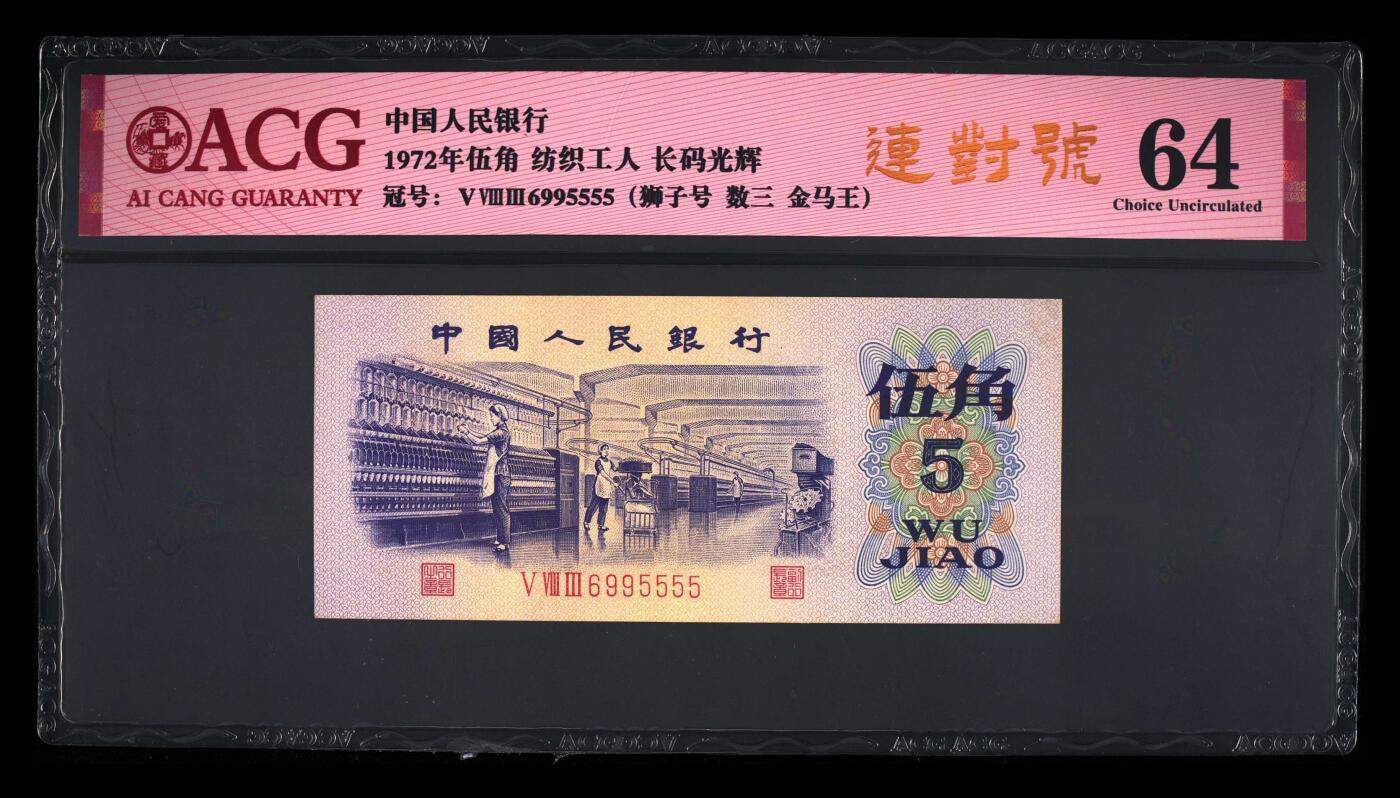 ACG
AI CANG GUARANTY
中国人民银行
1972年伍角 纺织工人 长码光辉
冠号：ⅤⅧⅢ6995555（狮子号 数三 金马王）
連對號
64
Choice Uncirculated
中國人民銀行
伍角
5
WU
JIAO
ⅤⅧⅢ6995555